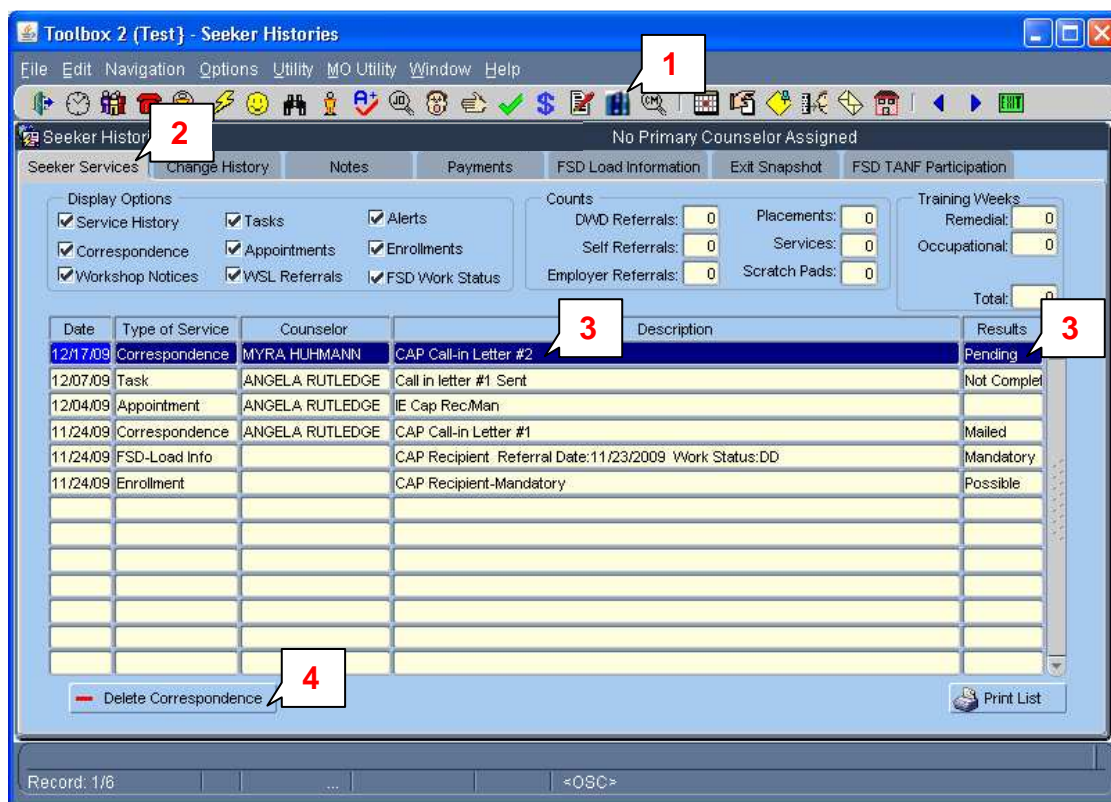 Toolbox 2 (Test} - Seeker Histories
File Edit Navigation Options Utility MO Utility Window Help
1
A+ JD $ CM EXIT
Seeker Histori No Primary Counselor Assigned
2
Seeker Services Change History Notes Payments FSD Load Information Exit Snapshot FSD TANF Participation
Display Options Counts Training Weeks
Service History Tasks Alerts DWD Referrals: 0 Placements: 0 Remedial: 0
Correspondence Appointments Enrollments Self Referrals: 0 Services: 0 Occupational: 0
Workshop Notices WSL Referrals FSD Work Status Employer Referrals: 0 Scratch Pads: 0
Total: 0
3 3
Date Type of Service Counselor Description Results
12/17/09 Correspondence MYRA HUHMANN CAP Call-in Letter #2 Pending
12/07/09 Task ANGELA RUTLEDGE Call in letter #1 Sent Not Complet
12/04/09 Appointment ANGELA RUTLEDGE IE Cap Rec/Man
11/24/09 Correspondence ANGELA RUTLEDGE CAP Call-in Letter #1 Mailed
11/24/09 FSD-Load Info CAP Recipient Referral Date:11/23/2009 Work Status:DD Mandatory
11/24/09 Enrollment CAP Recipient-Mandatory Possible
4
Delete Correspondence Print List
Record: 1/6 ... <OSC>